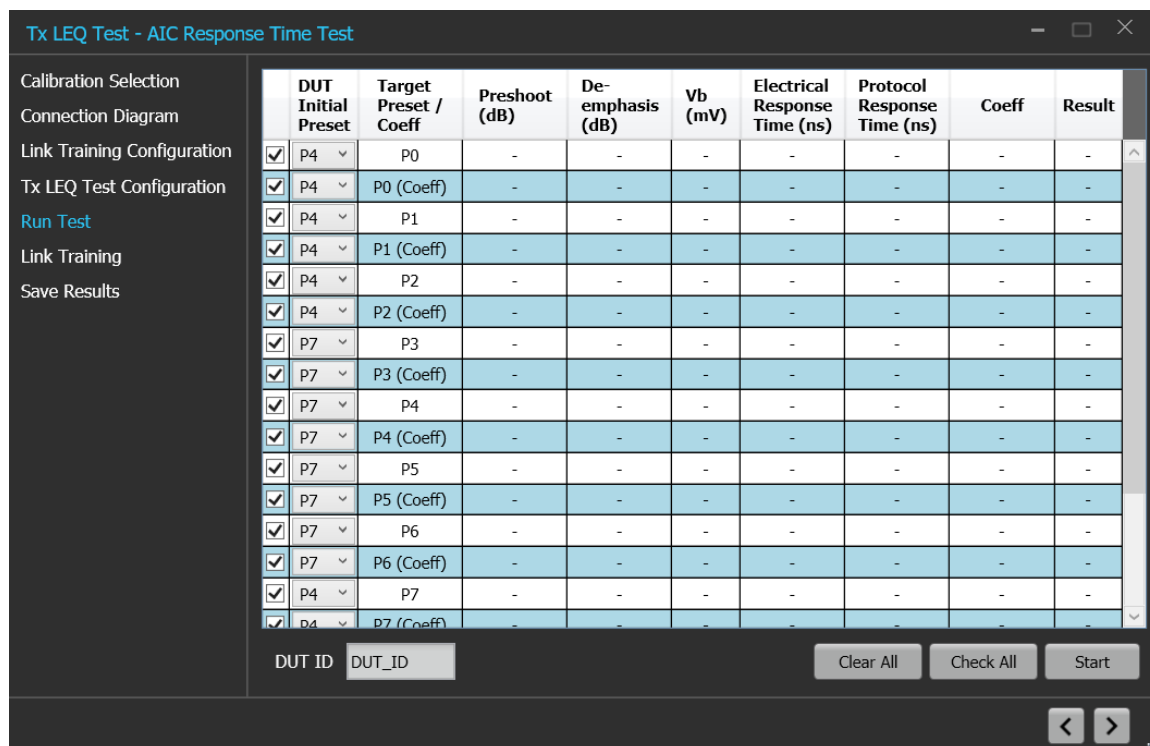 Tx LEQ Test - AIC Response Time Test
Calibration Selection
Connection Diagram
Link Training Configuration
Tx LEQ Test Configuration
Run Test
Link Training
Save Results
DUT Initial Preset Target Preset / Coeff Preshoot (dB) De-emphasis (dB) Vb (mV) Electrical Response Time (ns) Protocol Response Time (ns) Coeff Result
P4 P0 - - - - - - -
P4 P0 (Coeff) - - - - - - -
P4 P1 - - - - - - -
P4 P1 (Coeff) - - - - - - -
P4 P2 - - - - - - -
P4 P2 (Coeff) - - - - - - -
P7 P3 - - - - - - -
P7 P3 (Coeff) - - - - - - -
P7 P4 - - - - - - -
P7 P4 (Coeff) - - - - - - -
P7 P5 - - - - - - -
P7 P5 (Coeff) - - - - - - -
P7 P6 - - - - - - -
P7 P6 (Coeff) - - - - - - -
P4 P7 - - - - - - -
P4 P7 (Coeff) - - - - - - -
DUT ID DUT_ID Clear All Check All Start